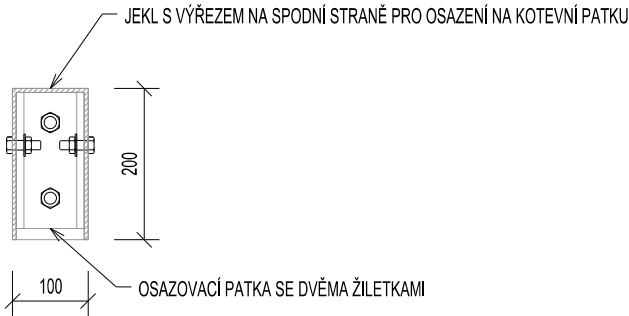 JEKL S VÝŘEZEM NA SPODNÍ STRANĚ PRO OSAZENÍ NA KOTEVNÍ PATKU
200
100
OSAZOVACÍ PATKA SE DVĚMA ŽILETKAMI